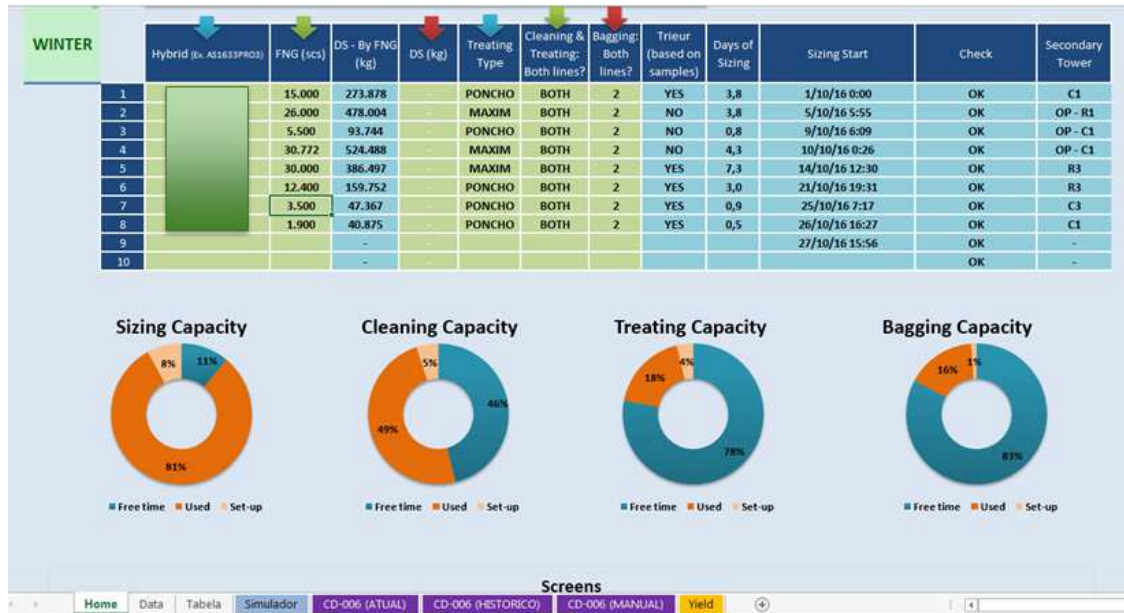 WINTER
Hybrid (Ex. AS1633PRO3) FNG (scs) DS - By FNG (kg) DS (kg) Treating Type Cleaning & Treating: Both lines? Bagging: Both lines? Trieur (based on samples) Days of Sizing Sizing Start Check Secondary Tower
1 15.000 273.878 - PONCHO BOTH 2 YES 3,8 1/10/16 0:00 OK C1
2 26.000 478.004 - MAXIM BOTH 2 NO 3,8 5/10/16 5:55 OK OP - R1
3 5.500 93.744 - PONCHO BOTH 2 NO 0,8 9/10/16 6:09 OK OP - C1
4 30.772 524.488 - MAXIM BOTH 2 NO 4,3 10/10/16 0:26 OK OP - C1
5 30.000 386.497 - MAXIM BOTH 2 YES 7,3 14/10/16 12:30 OK R3
6 12.400 159.752 - PONCHO BOTH 2 YES 3,0 21/10/16 19:31 OK R3
7 3.500 47.367 - PONCHO BOTH 2 YES 0,9 25/10/16 7:17 OK C3
8 1.900 40.875 - PONCHO BOTH 2 YES 0,5 26/10/16 16:27 OK C1
9 - 27/10/16 15:56 OK -
10 - OK -
Sizing Capacity Cleaning Capacity Treating Capacity Bagging Capacity
8% 11% 5% 4% 1%
18% 16%
46%
49%
78% 83%
81%
Free time Used Set-up Free time Used Set-up Free time Used Set-up Free time Used Set-up
Screens
Home Data Tabela Simulador CD-006 (ATUAL) CD-006 (HISTORICO) CD-006 (MANUAL) Yield